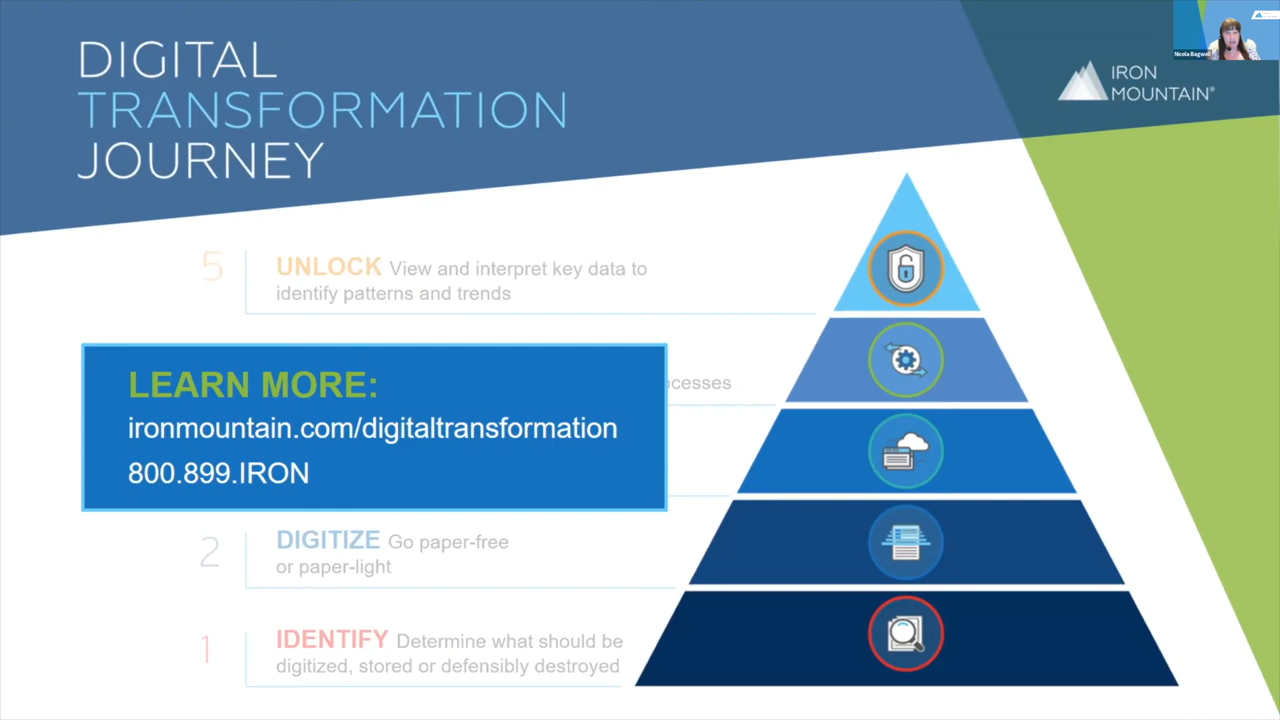 DIGITAL
TRANSFORMATION
JOURNEY
Nicola Bagwell
IRON
MOUNTAIN®
5
UNLOCK View and interpret key data to
identify patterns and trends
LEARN MORE:
ironmountain.com/digitaltransformation
800.899.IRON
2
DIGITIZE Go paper-free
or paper-light
1
IDENTIFY Determine what should be
digitized, stored or defensibly destroyed